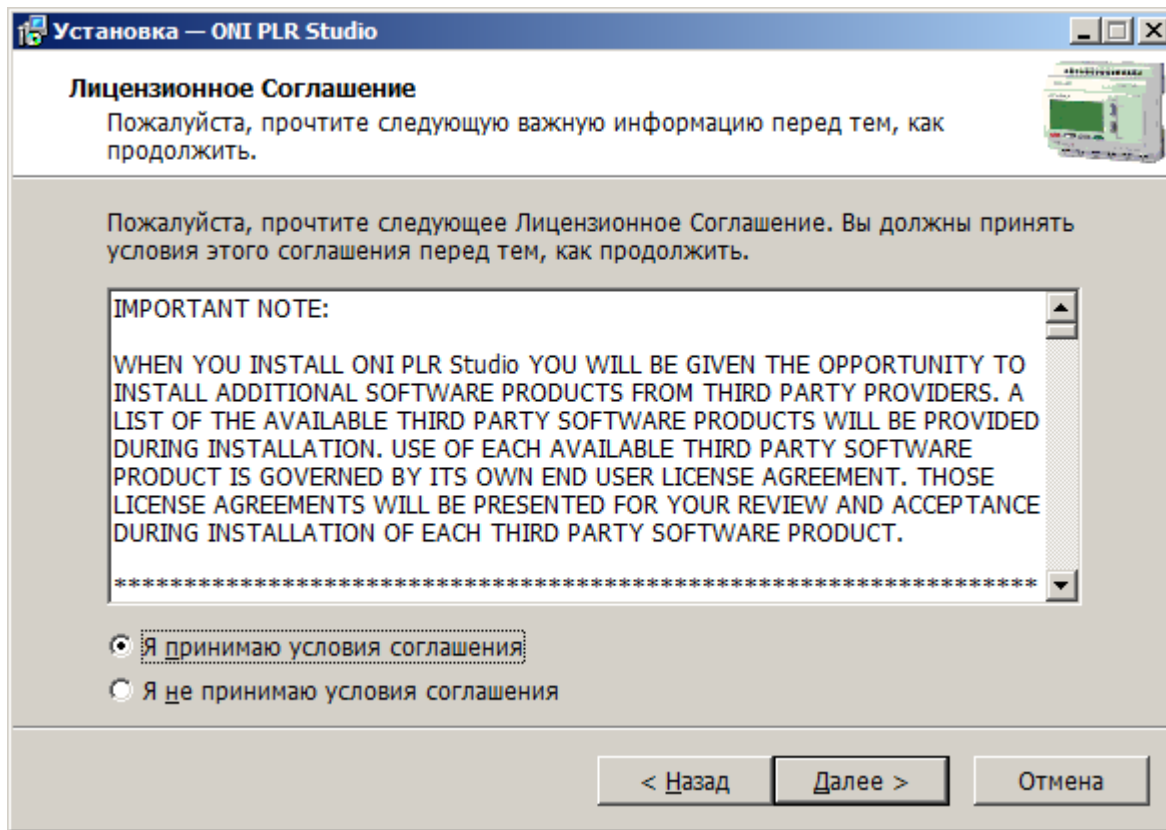 Установка — ONI PLR Studio
Лицензионное Соглашение
Пожалуйста, прочтите следующую важную информацию перед тем, как
продолжить.
Пожалуйста, прочтите следующее Лицензионное Соглашение. Вы должны принять
условия этого соглашения перед тем, как продолжить.
IMPORTANT NOTE:
WHEN YOU INSTALL ONI PLR Studio YOU WILL BE GIVEN THE OPPORTUNITY TO
INSTALL ADDITIONAL SOFTWARE PRODUCTS FROM THIRD PARTY PROVIDERS. A
LIST OF THE AVAILABLE THIRD PARTY SOFTWARE PRODUCTS WILL BE PROVIDED
DURING INSTALLATION. USE OF EACH AVAILABLE THIRD PARTY SOFTWARE
PRODUCT IS GOVERNED BY ITS OWN END USER LICENSE AGREEMENT. THOSE
LICENSE AGREEMENTS WILL BE PRESENTED FOR YOUR REVIEW AND ACCEPTANCE
DURING INSTALLATION OF EACH THIRD PARTY SOFTWARE PRODUCT.
******************************************************************
Я принимаю условия соглашения
Я не принимаю условия соглашения
< Назад Далее > Отмена